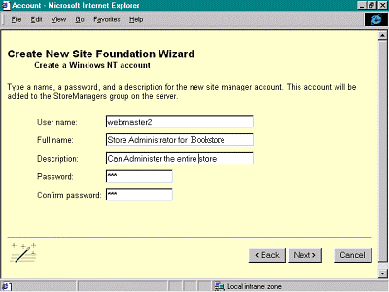 Account - Microsoft Internet Explorer
File Edit View Go Favorites Help
Create New Site Foundation Wizard
Create a Windows NT account
Type a name, a password, and a description for the new site manager account. This account will be
added to the StoreManagers group on the server.
User name: webmaster2
Full name: Store Administrator for Bookstore
Description: Can Administer the entire store
Password: ***
Confirm password: ***
< Back Next > Cancel
Local intranet zone